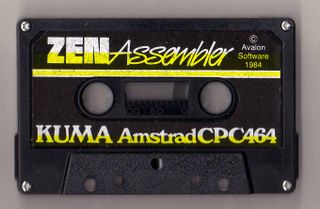 ZEN Assembler
©
Avalon
Software
1984
KUMA Amstrad CPC464